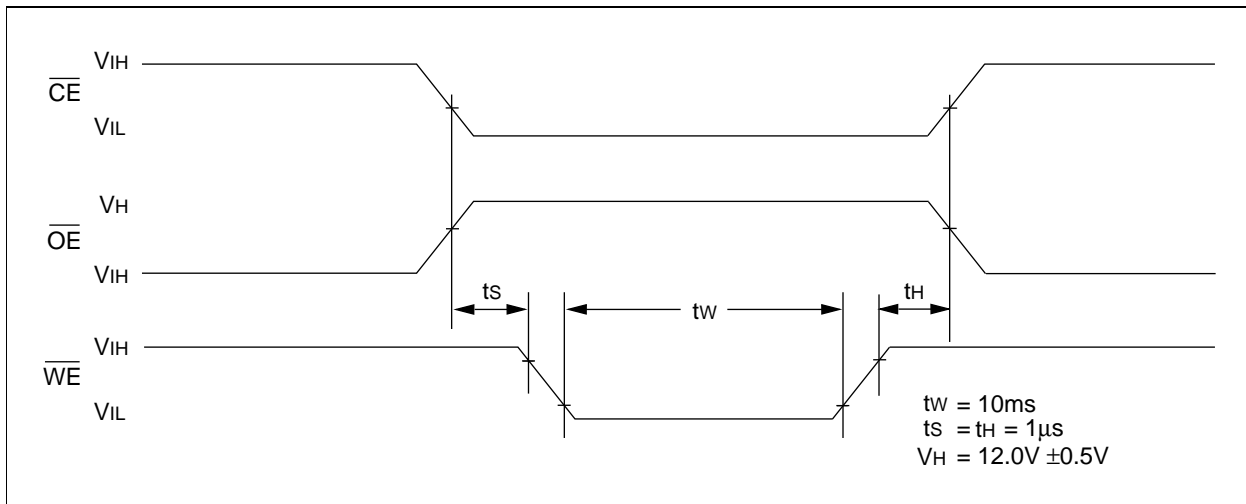 VIH
CE
VIL
VH
OE
VIH
tS
tW
tH
VIH
WE
VIL
tW = 10ms
tS = tH = 1µs
VH = 12.0V ±0.5V